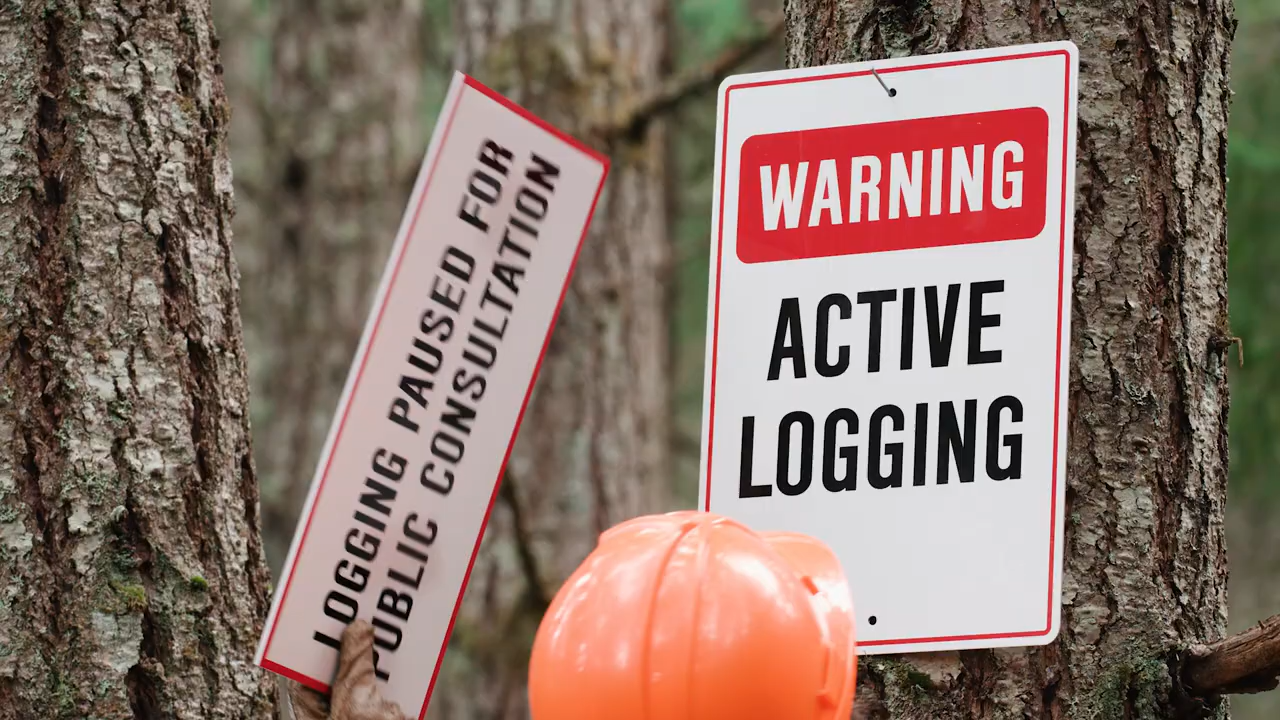 LOGGING PAUSED FOR
PUBLIC CONSULTATION
WARNING
ACTIVE
LOGGING